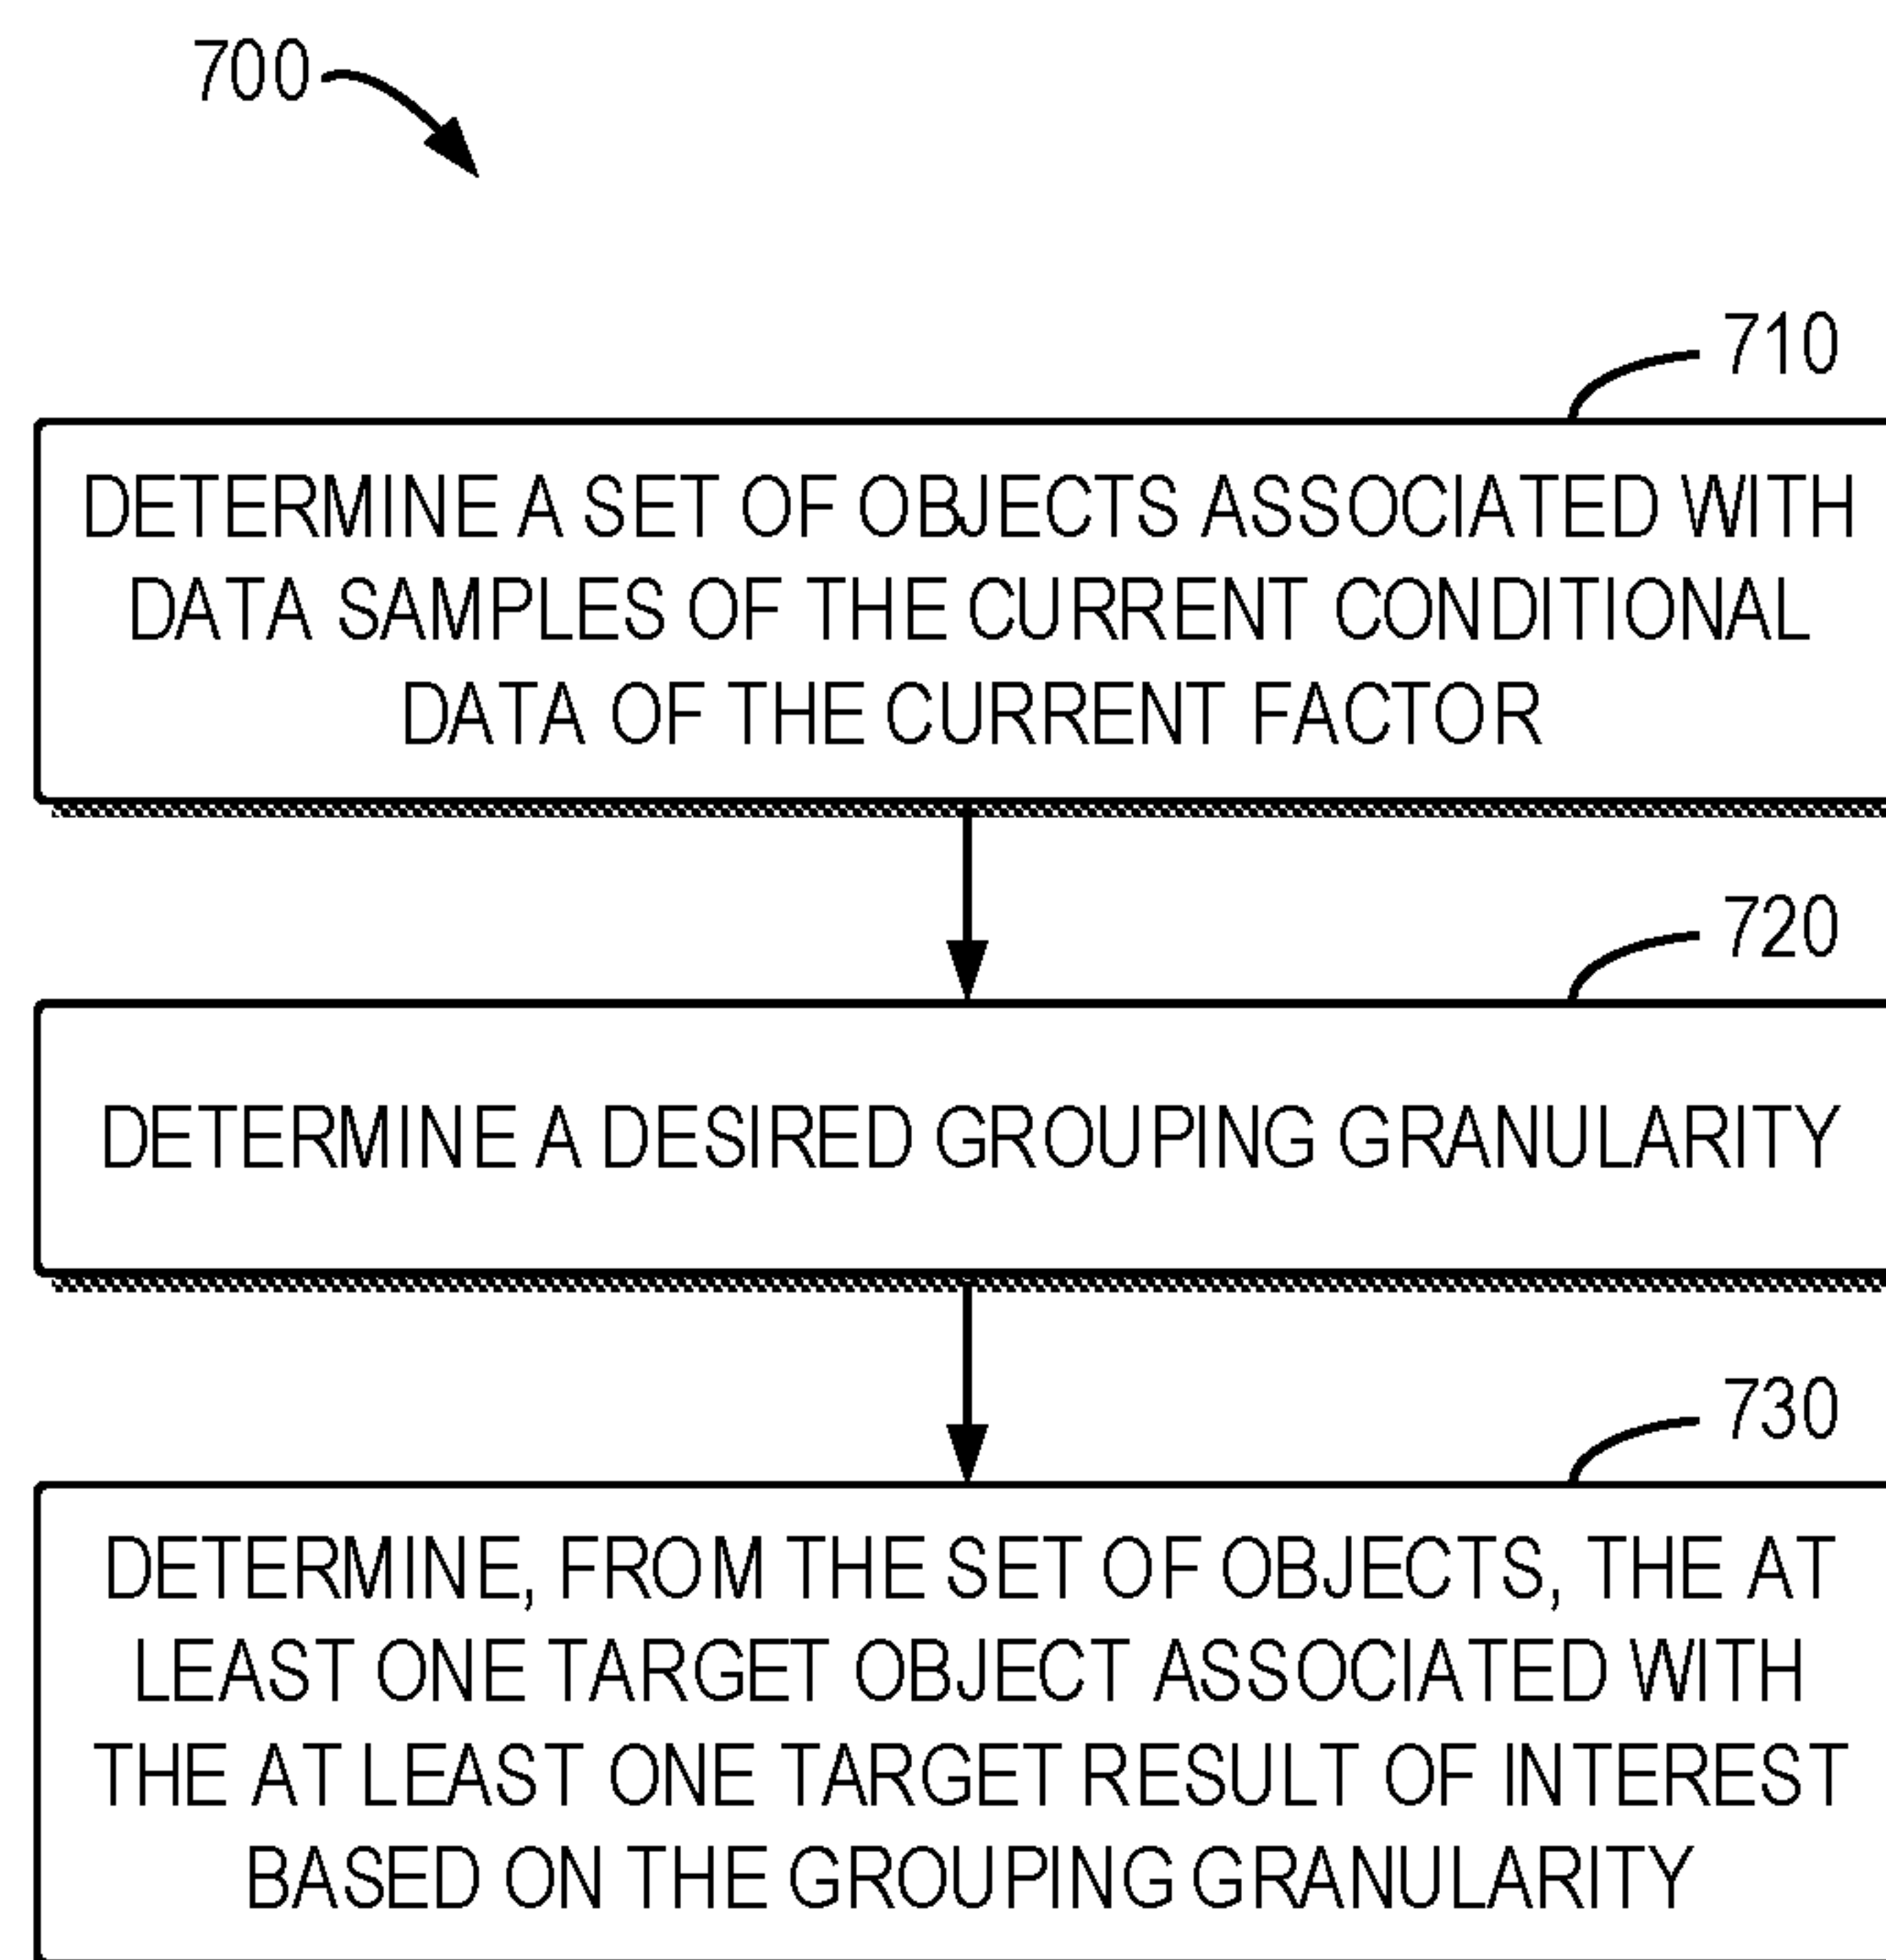 700
710
DETERMINE A SET OF OBJECTS ASSOCIATED WITH
DATA SAMPLES OF THE CURRENT CONDITIONAL
DATA OF THE CURRENT FACTOR
720
DETERMINE A DESIRED GROUPING GRANULARITY
730
DETERMINE, FROM THE SET OF OBJECTS, THE AT
LEAST ONE TARGET OBJECT ASSOCIATED WITH
THE AT LEAST ONE TARGET RESULT OF INTEREST
BASED ON THE GROUPING GRANULARITY